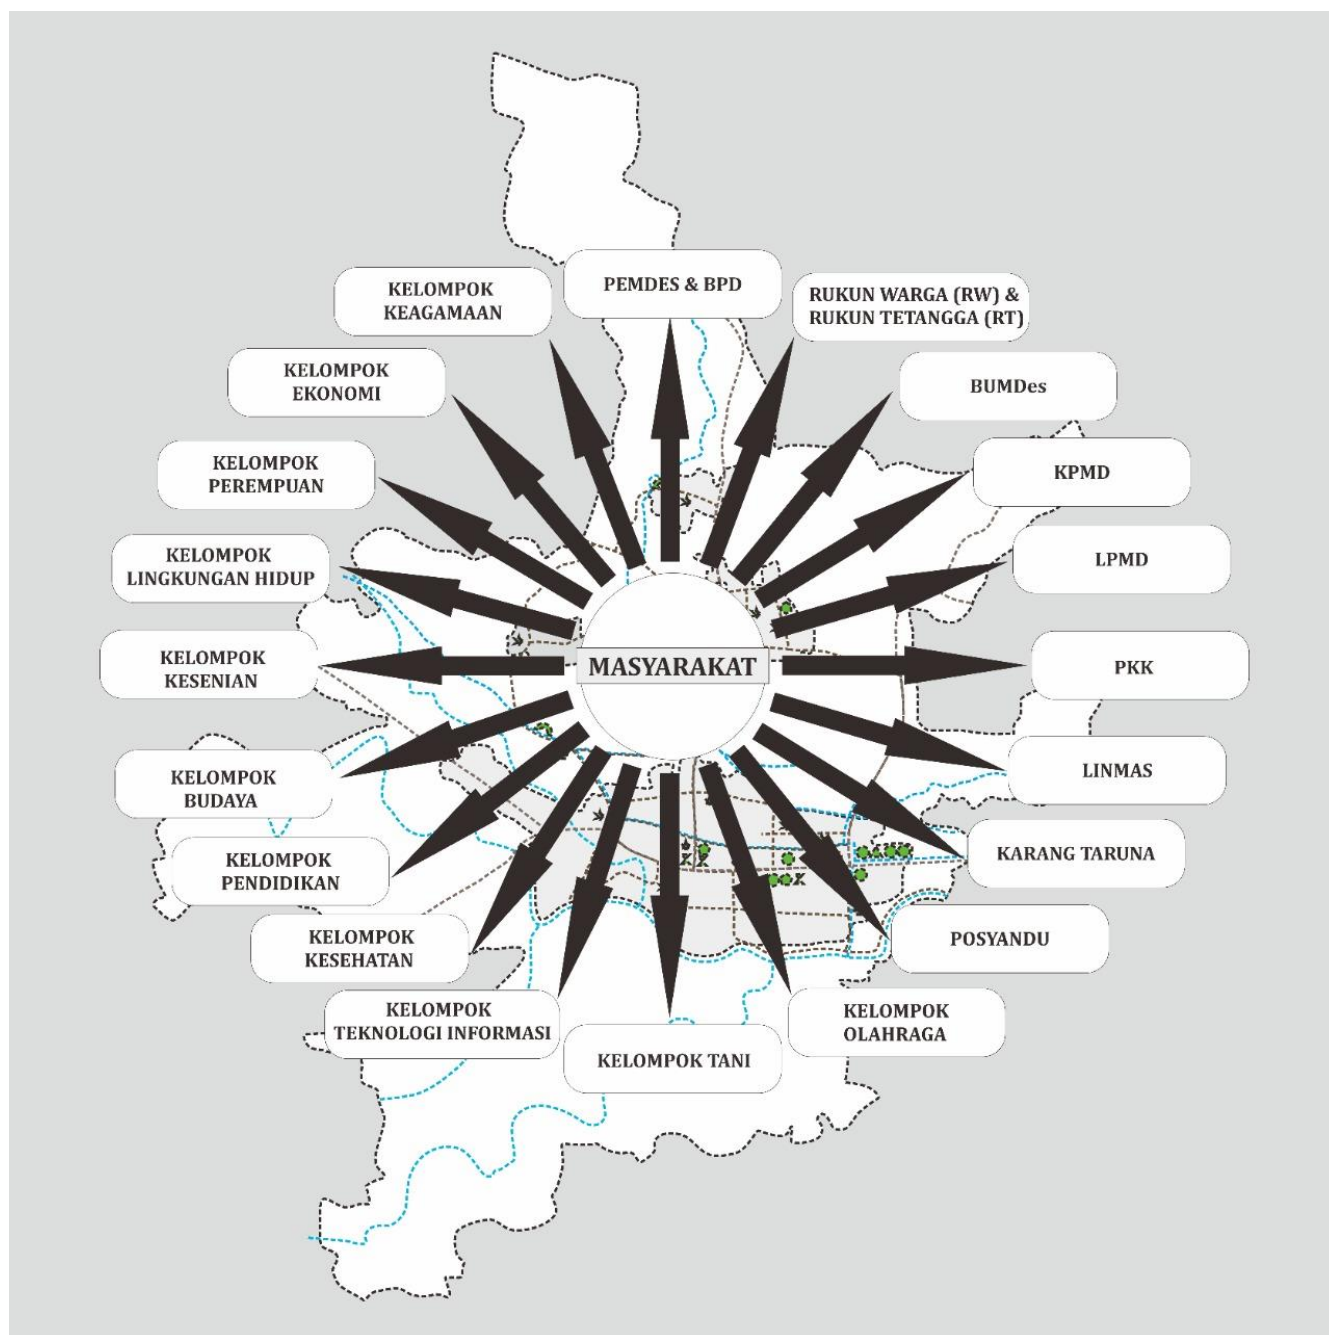 PEMDES & BPD
RUKUN WARGA (RW) &
RUKUN TETANGGA (RT)
BUMDes
KPMD
LPMD
PKK
LINMAS
KARANG TARUNA
POSYANDU
KELOMPOK
OLAHRAGA
KELOMPOK TANI
KELOMPOK
TEKNOLOGI INFORMASI
KELOMPOK
KESEHATAN
KELOMPOK
PENDIDIKAN
KELOMPOK
BUDAYA
KELOMPOK
KESENIAN
KELOMPOK
LINGKUNGAN HIDUP
KELOMPOK
PEREMPUAN
KELOMPOK
EKONOMI
KELOMPOK
KEAGAMAAN
MASYARAKAT